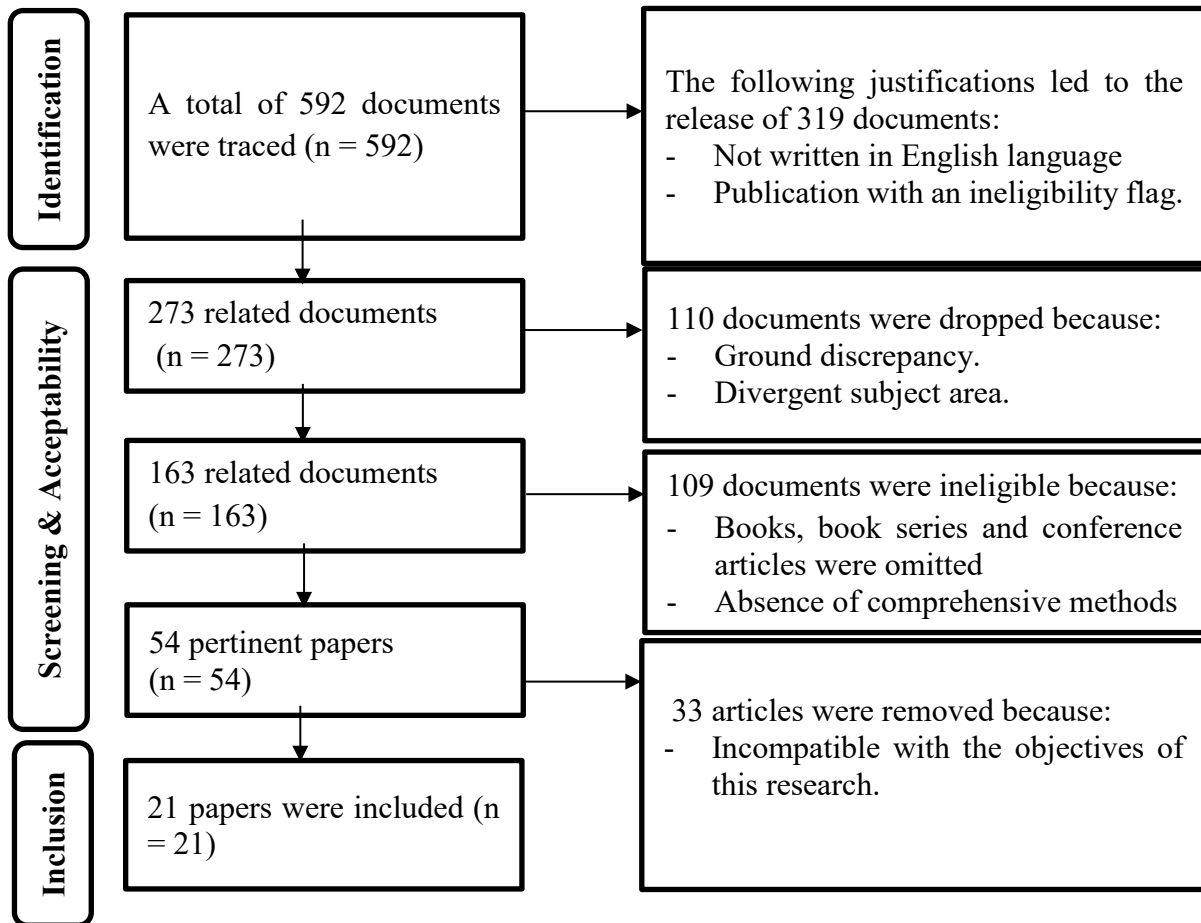 Identification
A total of 592 documents
were traced (n = 592)
The following justifications led to the
release of 319 documents:
- Not written in English language
- Publication with an ineligibility flag.
Screening & Acceptability
273 related documents
(n = 273)
110 documents were dropped because:
- Ground discrepancy.
- Divergent subject area.
163 related documents
(n = 163)
109 documents were ineligible because:
- Books, book series and conference
articles were omitted
- Absence of comprehensive methods
54 pertinent papers
(n = 54)
33 articles were removed because:
- Incompatible with the objectives of
this research.
Inclusion
21 papers were included (n
= 21)